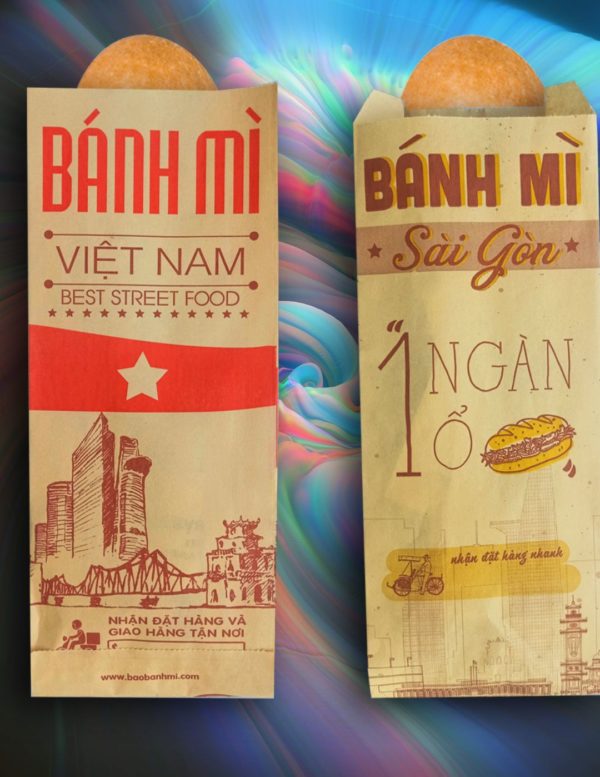 BÁNH MÌ
VIỆT NAM
BEST STREET FOOD
NHẬN ĐẶT HÀNG VÀ
GIAO HÀNG TẬN NƠI
www.baobanhmi.com
BÁNH MÌ
Sài Gòn
1 NGÀN
Ổ
nhận đặt hàng nhanh